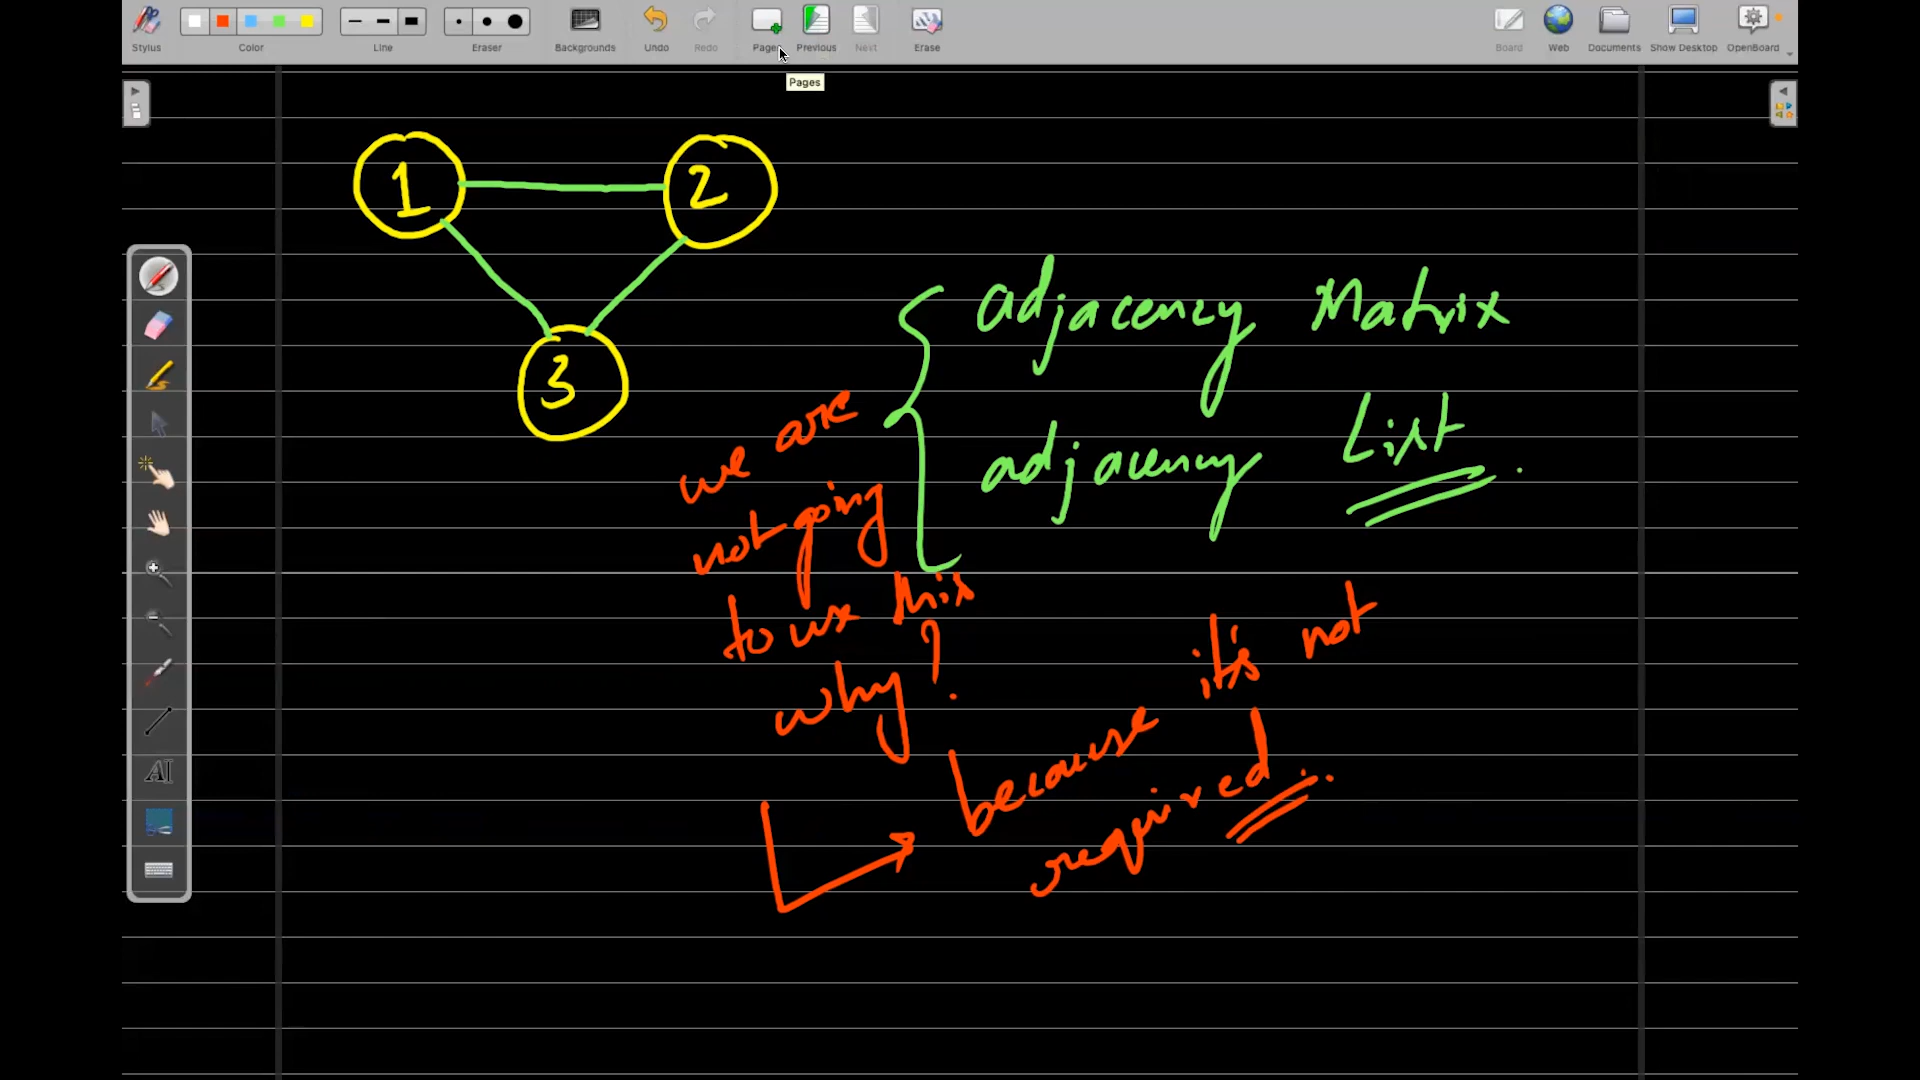 Stylus Color Line Eraser Backgrounds Undo Redo Pages Previous Next Erase Board Web Documents Show Desktop OpenBoard
Pages
1 2
3
adjacency Matrix
adjacency List.
we are
not going
to use this
why?
because it's not
required..
AI